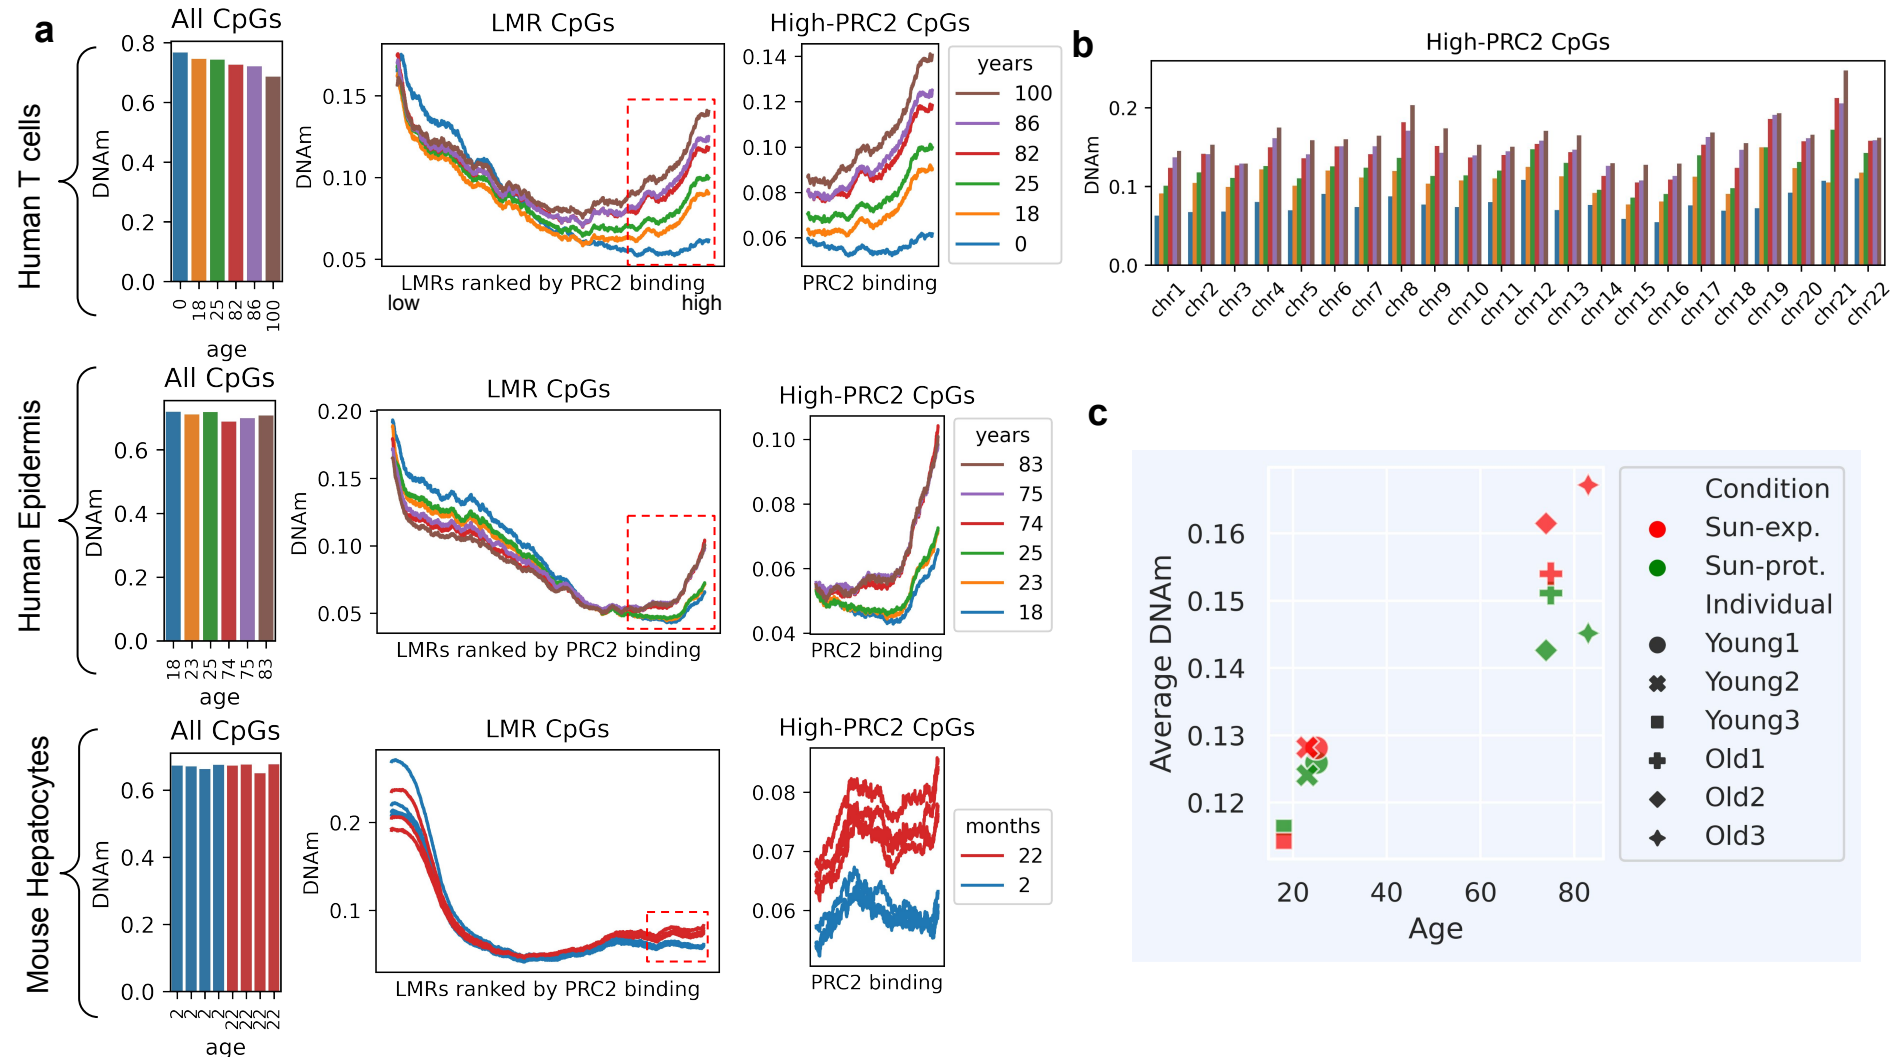 a
Human T cells
All CpGs
DNAm
0.8
0.6
0.4
0.2
0.0
0
18
25
82
86
100
age
LMR CpGs
DNAm
0.15
0.10
0.05
LMRs ranked by PRC2 binding
low
high
High-PRC2 CpGs
0.14
0.12
0.10
0.08
0.06
PRC2 binding
years
100
86
82
25
18
0
Human Epidermis
All CpGs
DNAm
0.6
0.4
0.2
0.0
18
23
25
74
75
83
age
LMR CpGs
DNAm
0.20
0.15
0.10
0.05
LMRs ranked by PRC2 binding
High-PRC2 CpGs
0.10
0.08
0.06
0.04
PRC2 binding
years
83
75
74
25
23
18
Mouse Hepatocytes
All CpGs
DNAm
0.6
0.4
0.2
0.0
2
2
2
2
22
22
22
22
age
LMR CpGs
DNAm
0.2
0.1
LMRs ranked by PRC2 binding
High-PRC2 CpGs
0.08
0.07
0.06
PRC2 binding
months
22
2
b
High-PRC2 CpGs
DNAm
0.2
0.1
0.0
chr1
chr2
chr3
chr4
chr5
chr6
chr7
chr8
chr9
chr10
chr11
chr12
chr13
chr14
chr15
chr16
chr17
chr18
chr19
chr20
chr21
chr22
c
Average DNAm
0.16
0.15
0.14
0.13
0.12
20
40
60
80
Age
Condition
Sun-exp.
Sun-prot.
Individual
Young1
Young2
Young3
Old1
Old2
Old3